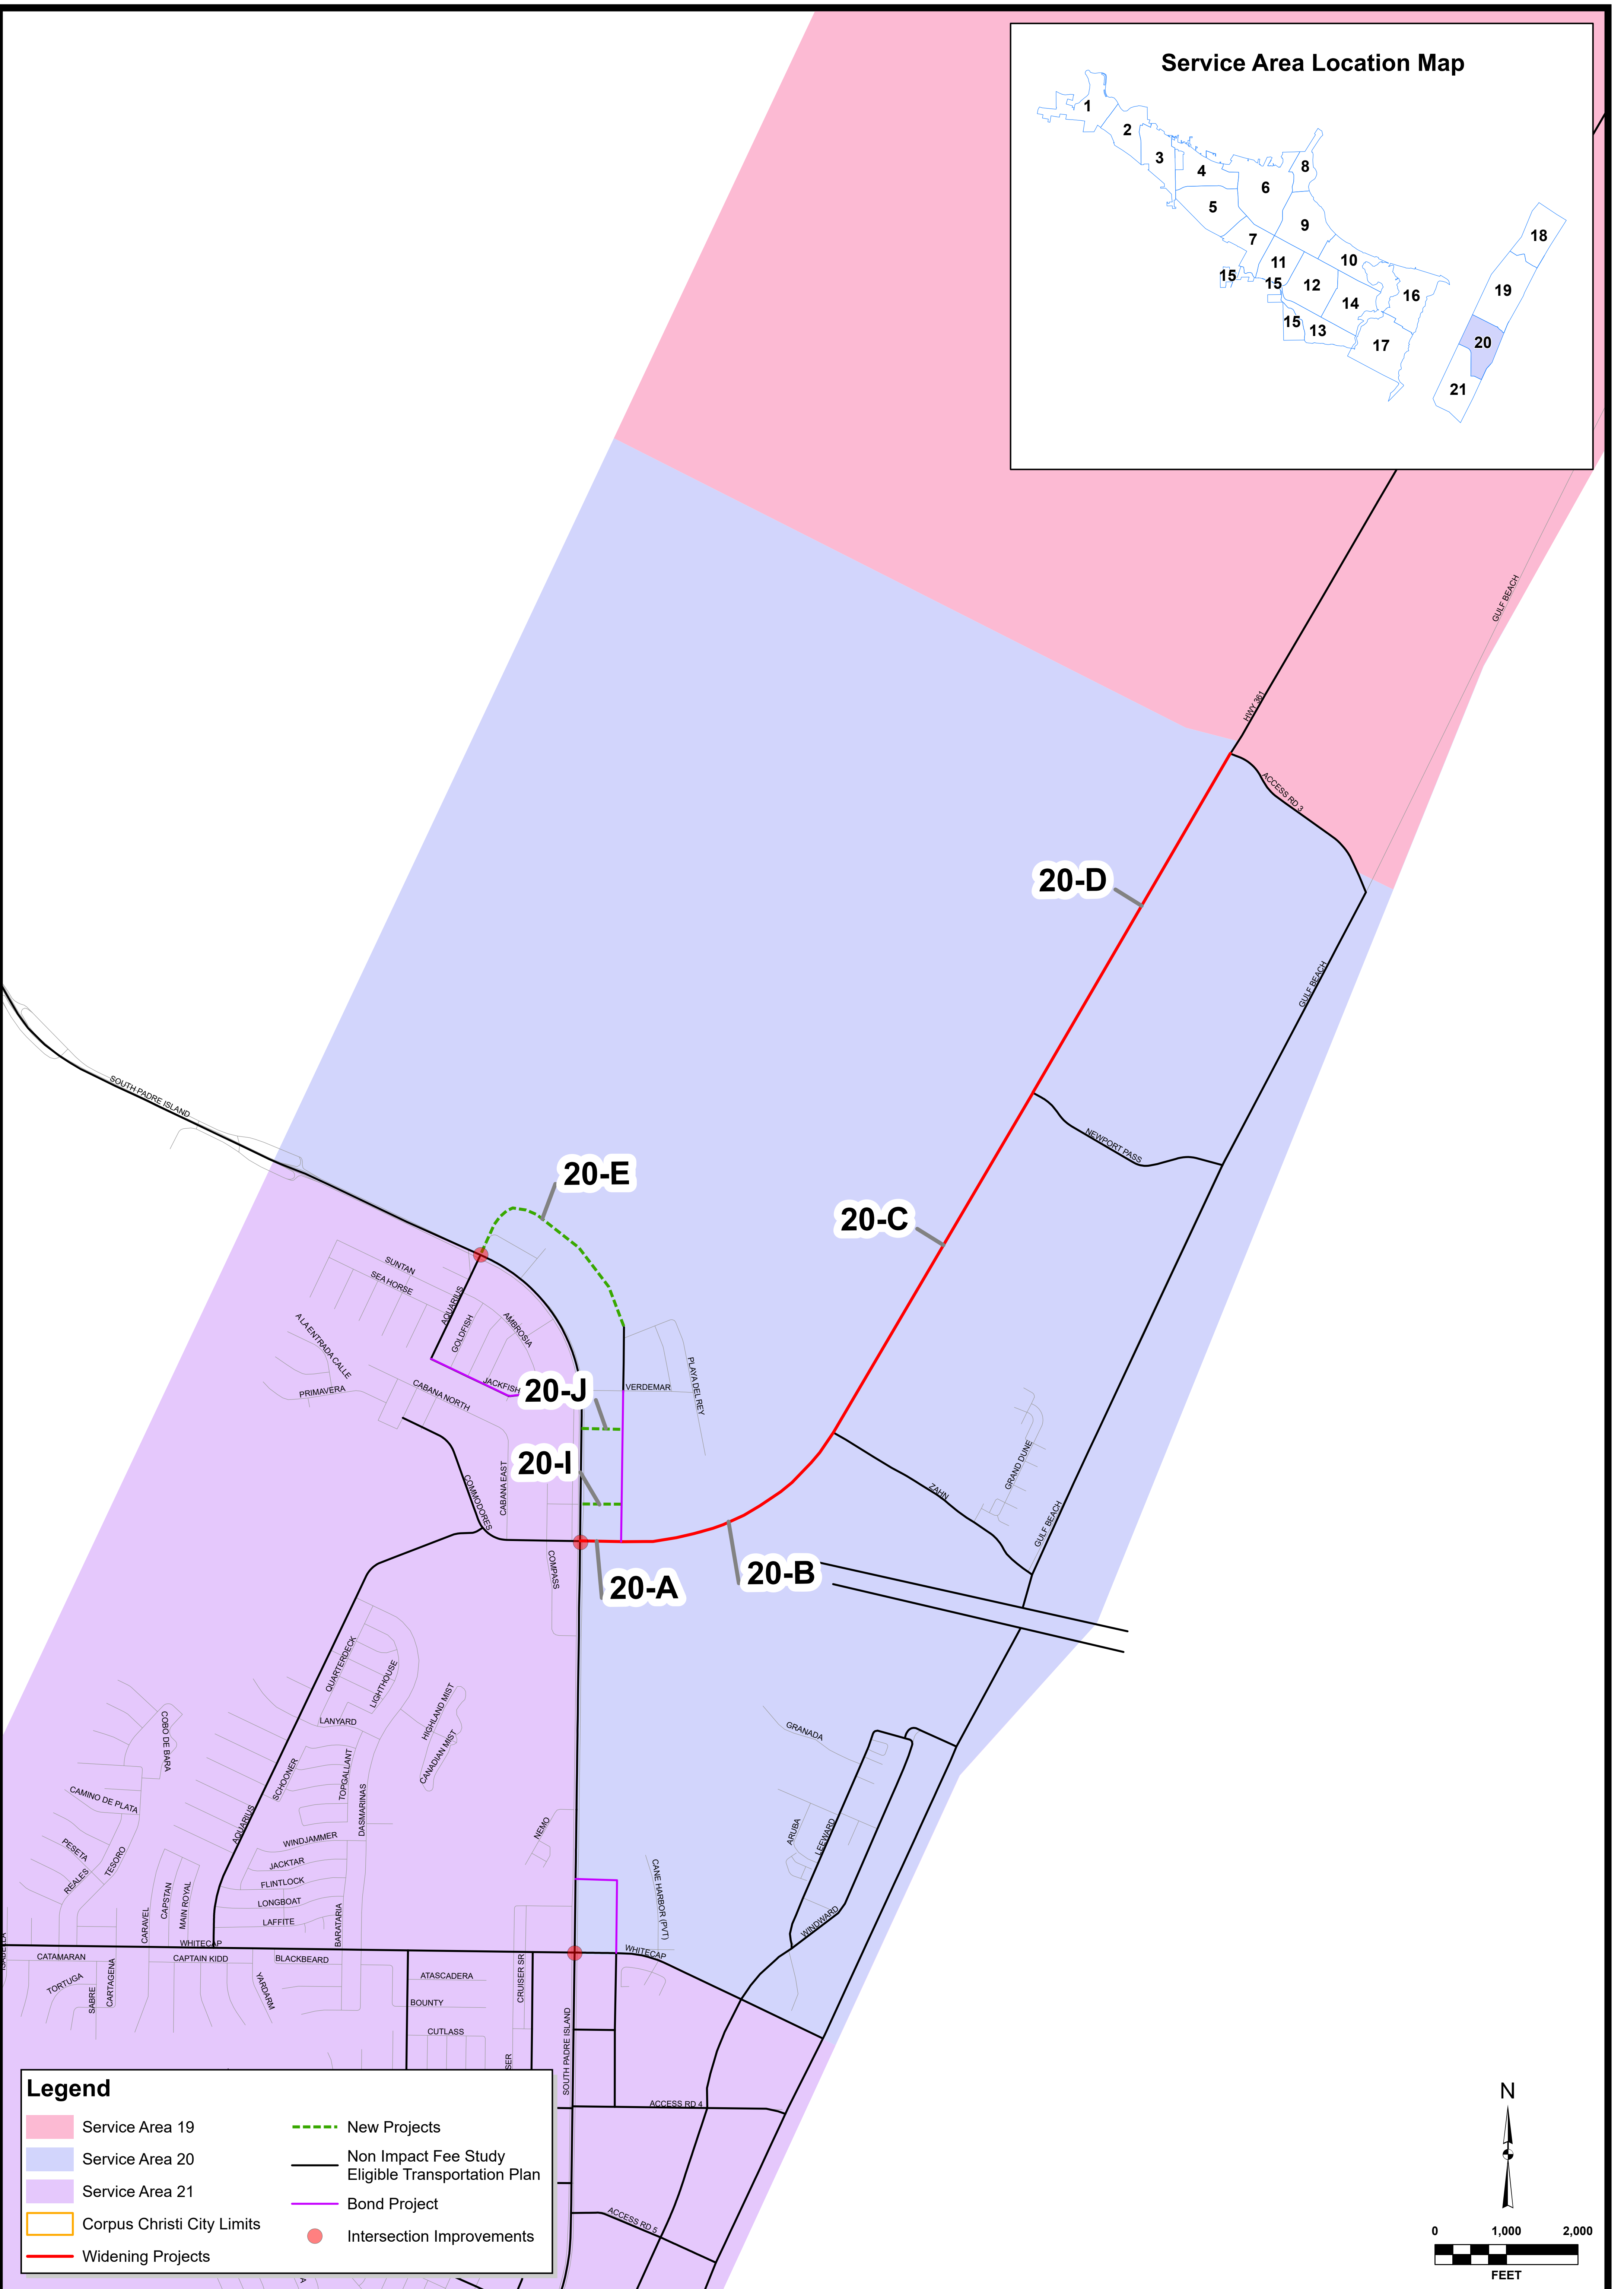 Service Area Location Map
1
2
3
4
5
6
7
8
9
10
11
12
13
14
15
15
15
16
17
18
19
20
21
GULF BEACH
HWY 361
ACCESS RD 3
20-D
GULF BEACH
SOUTH PADRE ISLAND
NEWPORT PASS
20-E
20-C
SUNTAN
SEA HORSE
AQUARIUS
GOLDFISH
AMBROSIA
A LA ENTRADA CALLE
PRIMAVERA
CABANA NORTH
JACKFISH
20-J
VERDEMAR
PLAYA DEL REY
20-I
CABANA EAST
COMMODORES
COMPASS
ZAHN
GRAND DUNE
GULF BEACH
20-A
20-B
QUARTERDECK
LIGHTHOUSE
LANYARD
HIGHLAND MIST
CANADIAN MIST
COBO DE BARA
SCHOONER
TOPGALLANT
DASMARINAS
CAMINO DE PLATA
AQUARIUS
PESETA
REALES
TESORO
WINDJAMMER
JACKTAR
FLINTLOCK
LONGBOAT
LAFFITE
NEMO
GRANADA
ARUBA
LEEWARD
WINDWARD
CANE HARBOR (PVT)
CARAVEL
CAPSTAN
MAIN ROYAL
BARATARIA
WHITECAP
WHITECAP
CATAMARAN
CAPTAIN KIDD
BLACKBEARD
TORTUGA
SABRE
CARTAGENA
YARDARM
ATASCADERA
BOUNTY
CUTLASS
CRUISER SR
SER
SOUTH PADRE ISLAND
ACCESS RD 4
ACCESS RD 5
Legend
Service Area 19
Service Area 20
Service Area 21
Corpus Christi City Limits
Widening Projects
New Projects
Non Impact Fee Study
Eligible Transportation Plan
Bond Project
Intersection Improvements
N
0 1,000 2,000
FEET